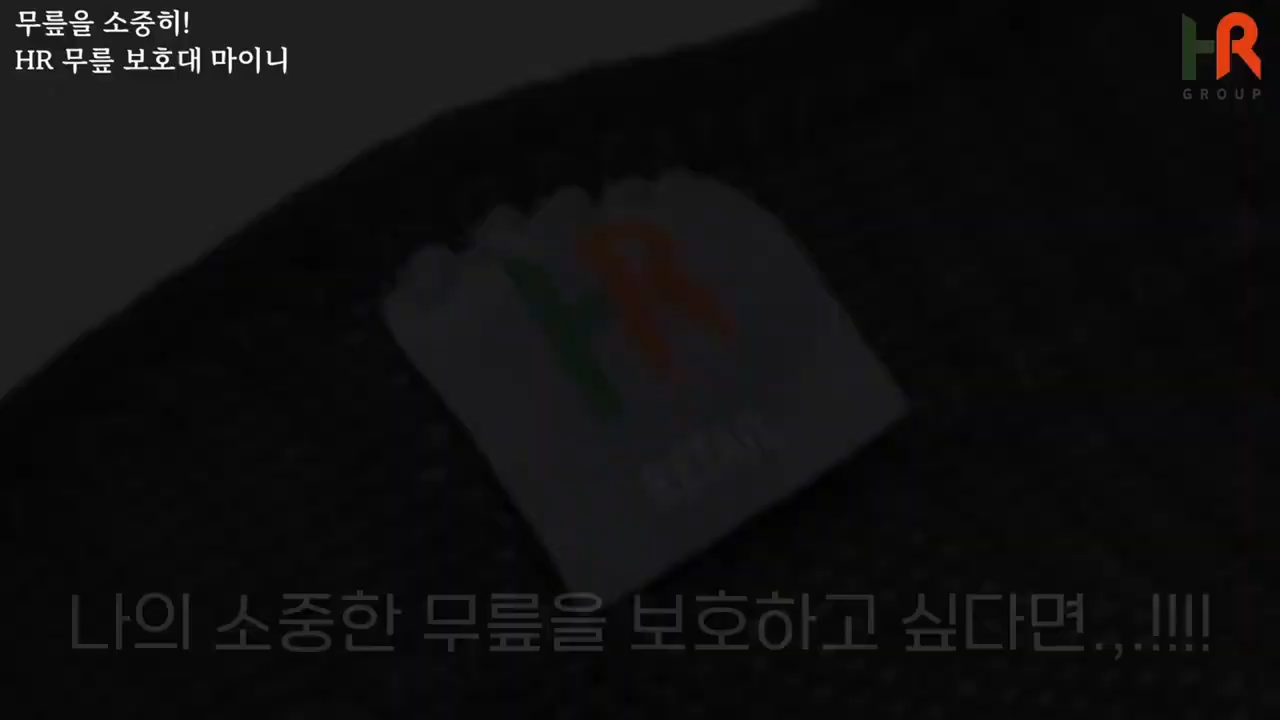 무릎을 소중히!
HR 무릎 보호대 마이니
HR
GROUP
HR
나의 소중한 무릎을 보호하고 싶다면.,.!!!!